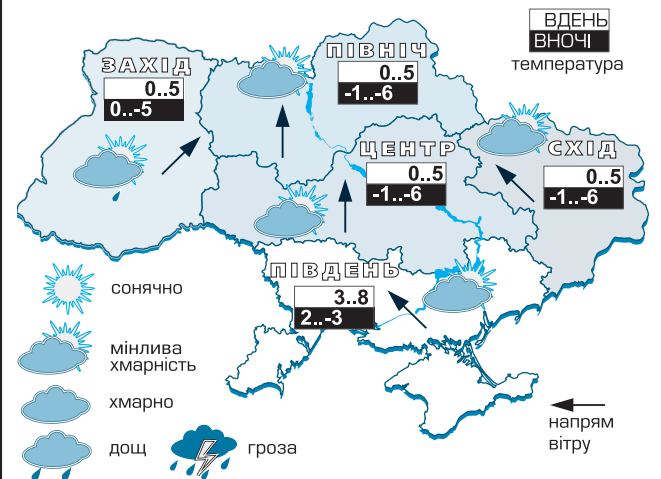 ВДЕНЬ
ВНОЧІ
температура
ЗАХІД
0..5
0..-5
ПІВНІЧ
0..5
-1..-6
ЦЕНТР
0..5
-1..-6
СХІД
0..5
-1..-6
ПІВДЕНЬ
3..8
2..-3
сонячно
мінлива
хмарність
хмарно
дощ
гроза
напрям
вітру